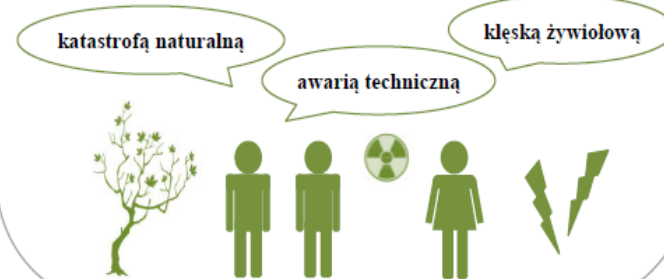 katastrofą naturalną
klęską żywiołową
awarią techniczną